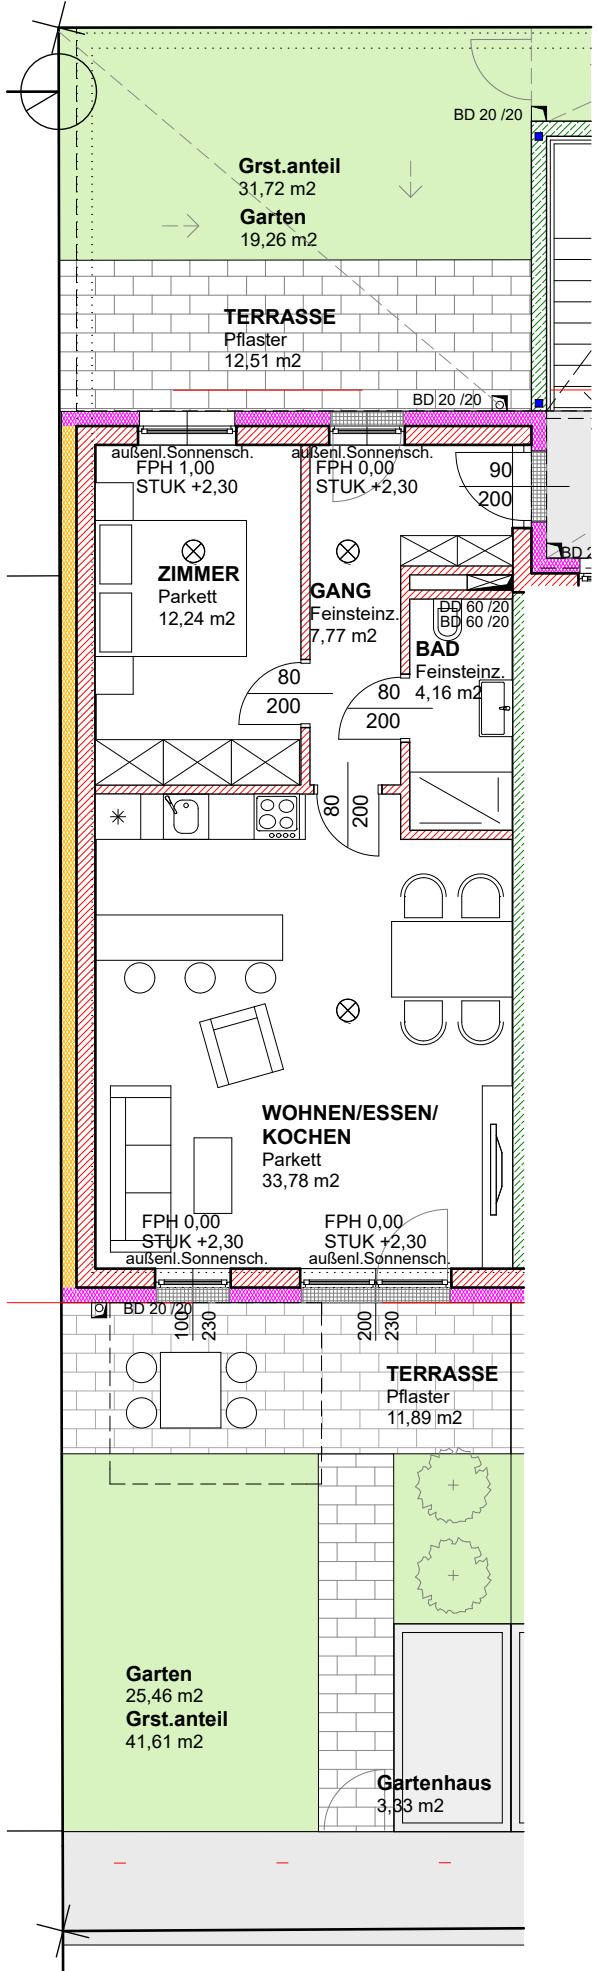 BD 20 /20
Grst.anteil
31,72 m2
Garten
19,26 m2
TERRASSE
Pflaster
12,51 m2
BD 20 /20
außenl.Sonnensch.
FPH 1,00
STUK +2,30
außenl.Sonnensch.
FPH 0,00
STUK +2,30
90
200
BD 2
ZIMMER
Parkett
12,24 m2
GANG
Feinsteinz.
7,77 m2
DD 60 /20
BD 60 /20
BAD
Feinsteinz.
4,16 m2
80
200
80
200
80
200
WOHNEN/ESSEN/
KOCHEN
Parkett
33,78 m2
FPH 0,00
STUK +2,30
außenl.Sonnensch.
FPH 0,00
STUK +2,30
außenl.Sonnensch.
BD 20 /20
100
230
200
230
TERRASSE
Pflaster
11,89 m2
Garten
25,46 m2
Grst.anteil
41,61 m2
Gartenhaus
3,33 m2